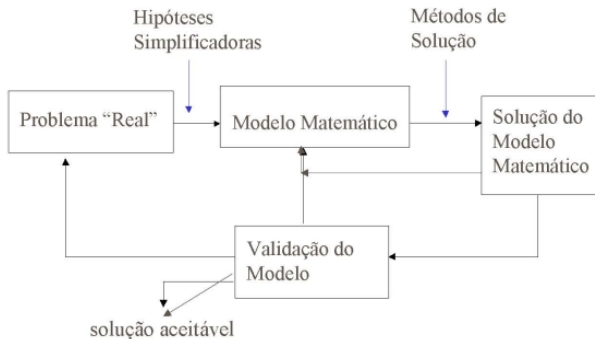 Hipóteses
Simplificadoras
Métodos de
Solução
Problema “Real”
Modelo Matemático
Solução do
Modelo
Matemático
Validação do
Modelo
solução aceitável